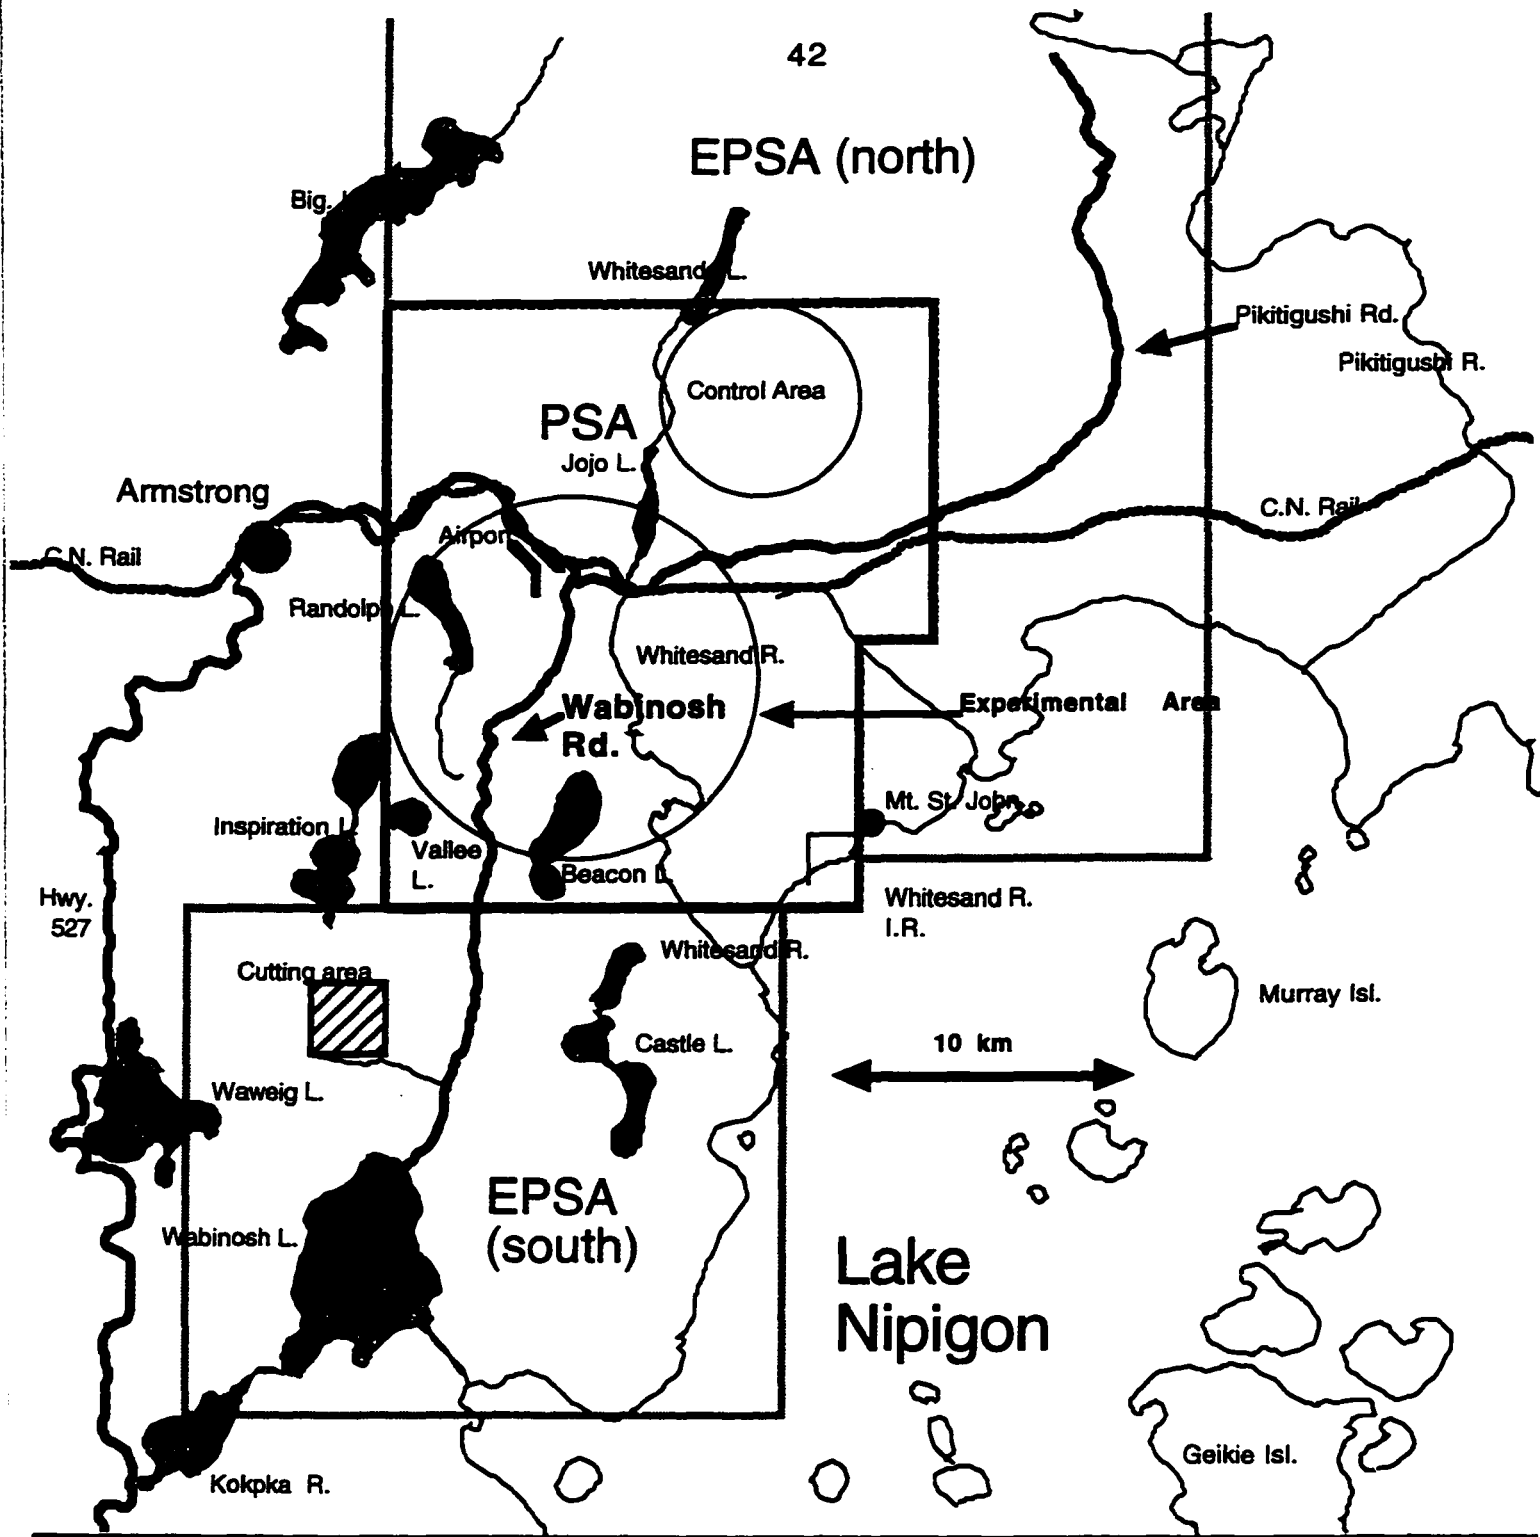 42
EPSA (north)
Big.
Whitesand L.
Pikitigushi Rd.
Pikitigushi R.
Control Area
PSA
Jojo L.
Armstrong
C.N. Rail
Airport
C.N. Rail
Randolph L.
Whitesand R.
Wabinosh
Rd.
Experimental Area
Mt. St. John
Inspiration L.
Vallee
L.
Beacon L.
Hwy.
527
Whitesand R.
I.R.
Whitesand R.
Cutting area
Murray Isl.
Castle L.
10 km
Waweig L.
EPSA
(south)
Wabinosh L.
Lake
Nipigon
Geikie Isl.
Kokpka R.